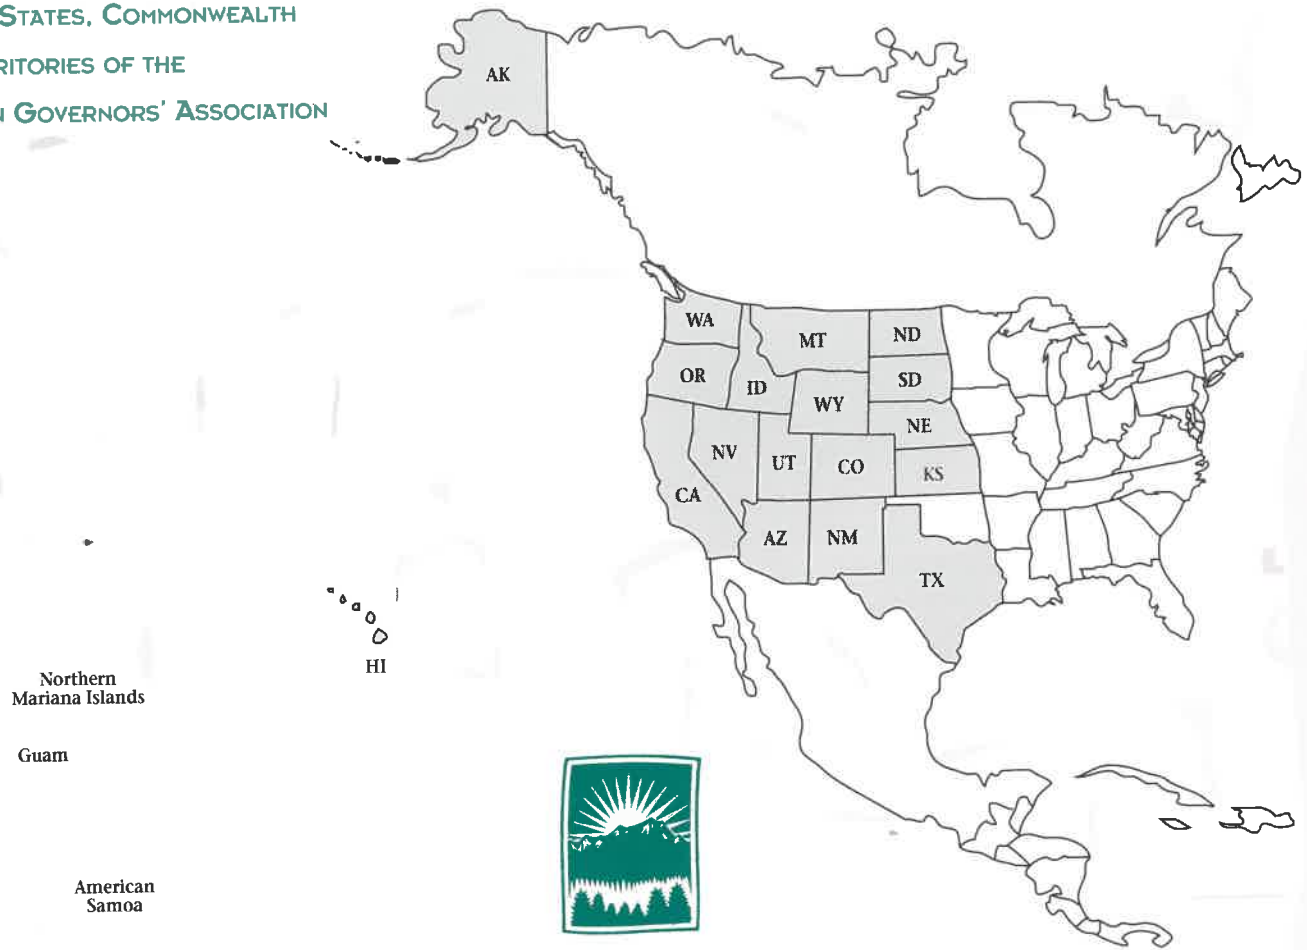 STATES, COMMONWEALTH
RITORIES OF THE
N GOVERNORS' ASSOCIATION
AK
WA
MT
ND
OR
ID
SD
WY
NE
NV
UT
CO
KS
CA
AZ
NM
TX
HI
Northern
Mariana Islands
Guam
American
Samoa